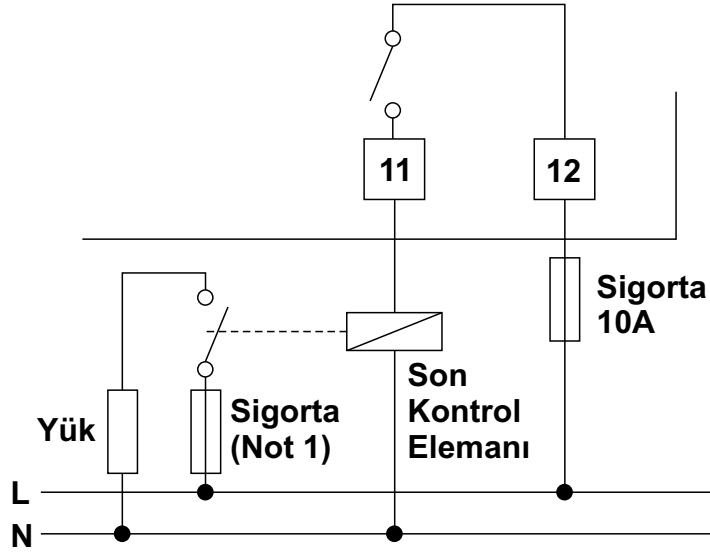 11
12
Sigorta
10A
Son
Kontrol
Elemanı
Yük
Sigorta
(Not 1)
L
N